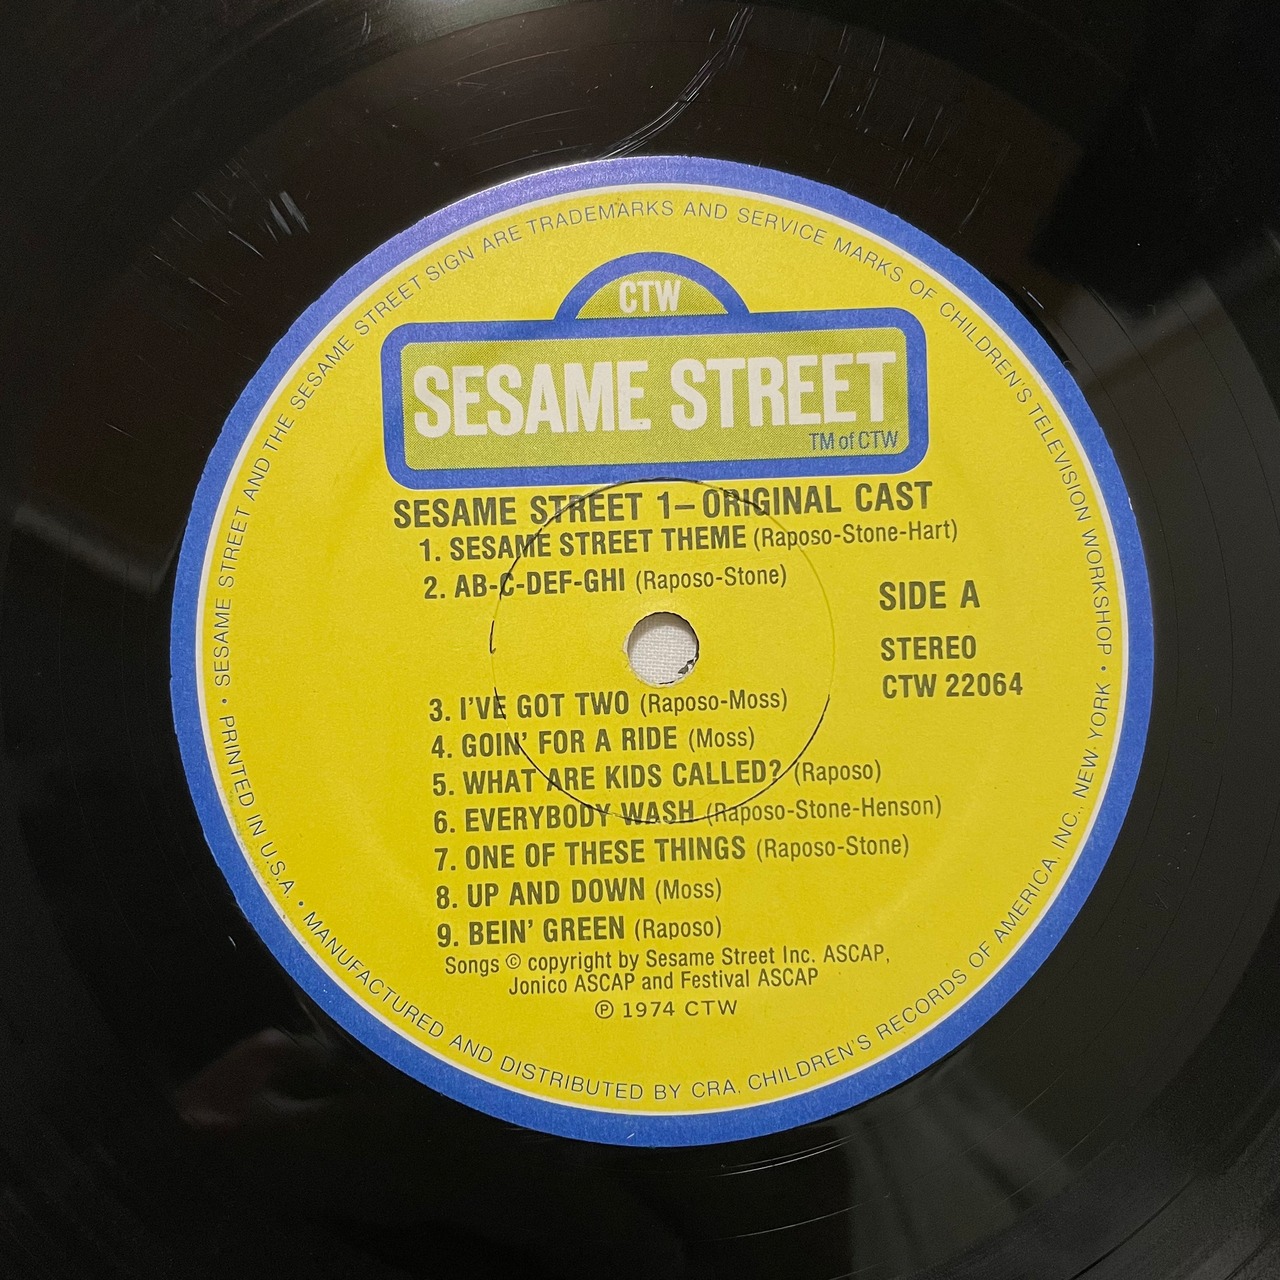 CTW
SESAME STREET
TM of CTW
SESAME STREET 1–ORIGINAL CAST
1. SESAME STREET THEME (Raposo-Stone-Hart)
2. AB-C-DEF-GHI (Raposo-Stone)
SIDE A
STEREO
CTW 22064
3. I'VE GOT TWO (Raposo-Moss)
4. GOIN' FOR A RIDE (Moss)
5. WHAT ARE KIDS CALLED? (Raposo)
6. EVERYBODY WASH (Raposo-Stone-Henson)
7. ONE OF THESE THINGS (Raposo-Stone)
8. UP AND DOWN (Moss)
9. BEIN' GREEN (Raposo)
Songs © copyright by Sesame Street Inc. ASCAP,
Jonico ASCAP and Festival ASCAP
℗ 1974 CTW
• SESAME STREET AND THE SESAME STREET SIGN ARE TRADEMARKS AND SERVICE MARKS OF CHILDREN'S TELEVISION WORKSHOP •
PRINTED IN U.S.A. • MANUFACTURED AND DISTRIBUTED BY CRA, CHILDREN'S RECORDS OF AMERICA, INC., NEW YORK